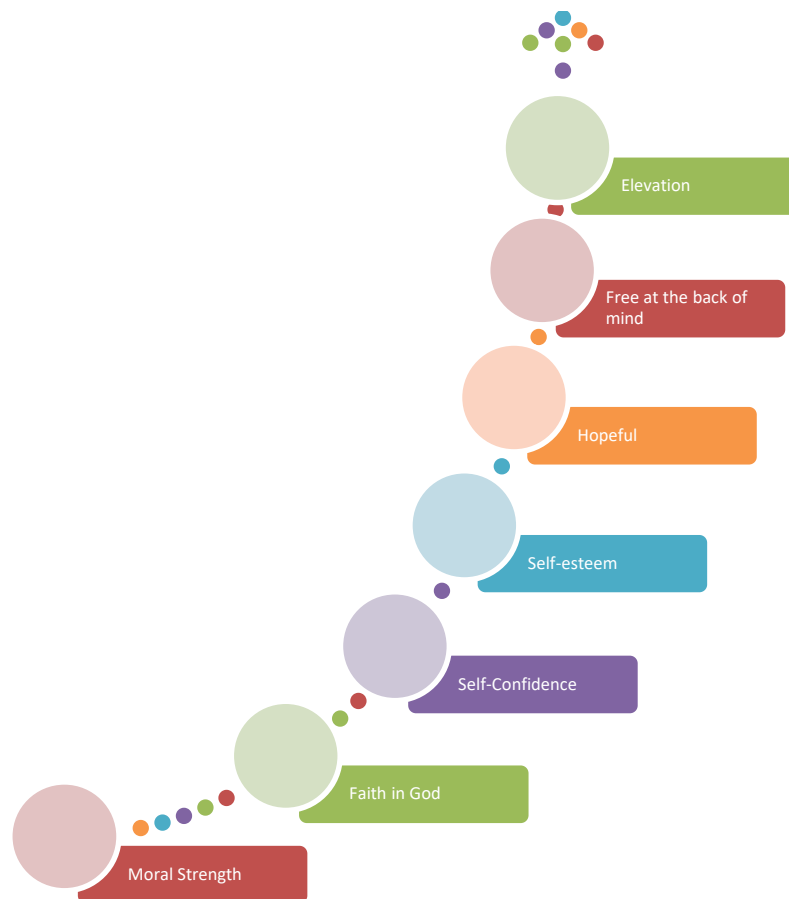 Elevation
Free at the back of
mind
Hopeful
Self-esteem
Self-Confidence
Faith in God
Moral Strength